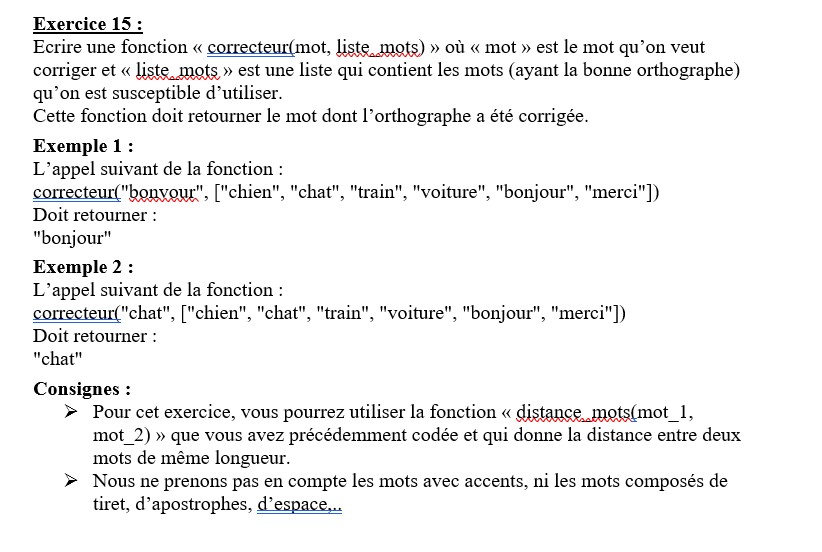 Exercice 15 :
Ecrire une fonction « correcteur(mot, liste_mots) » où « mot » est le mot qu’on veut
corriger et « liste_mots » est une liste qui contient les mots (ayant la bonne orthographe)
qu’on est susceptible d’utiliser.
Cette fonction doit retourner le mot dont l’orthographe a été corrigée.
Exemple 1 :
L’appel suivant de la fonction :
correcteur("bonvour", ["chien", "chat", "train", "voiture", "bonjour", "merci"])
Doit retourner :
"bonjour"
Exemple 2 :
L’appel suivant de la fonction :
correcteur("chat", ["chien", "chat", "train", "voiture", "bonjour", "merci"])
Doit retourner :
"chat"
Consignes :
➢ Pour cet exercice, vous pourrez utiliser la fonction « distance_mots(mot_1,
mot_2) » que vous avez précédemment codée et qui donne la distance entre deux
mots de même longueur.
➢ Nous ne prenons pas en compte les mots avec accents, ni les mots composés de
tiret, d’apostrophes, d’espace,..